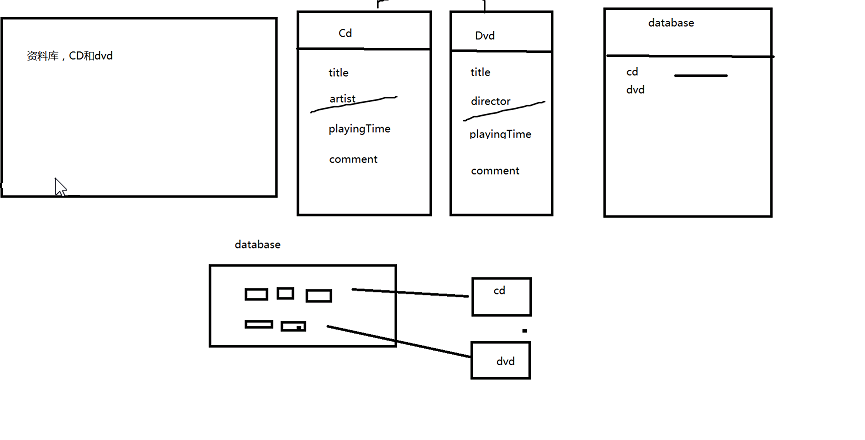 资料库，CD和dvd
Cd
title
artist
playingTime
comment
Dvd
title
director
playingTime
comment
database
cd
dvd
database
cd
dvd